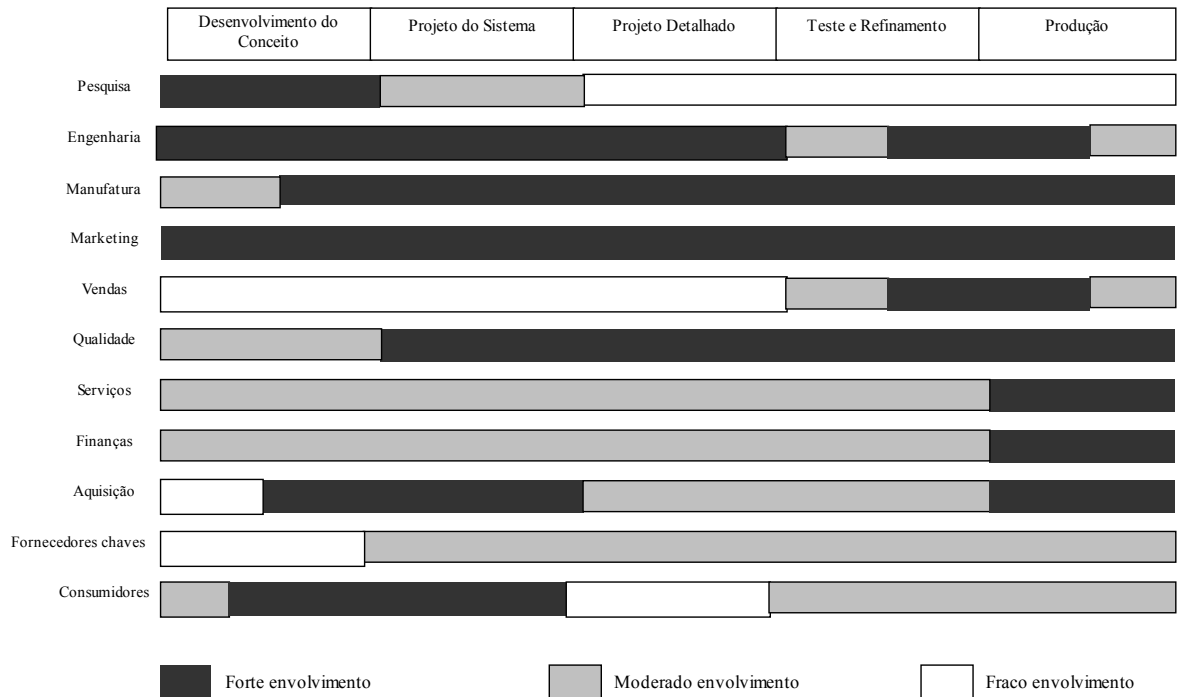 Desenvolvimento do
Conceito
Projeto do Sistema
Projeto Detalhado
Teste e Refinamento
Produção
Pesquisa
Engenharia
Manufatura
Marketing
Vendas
Qualidade
Serviços
Finanças
Aquisição
Fornecedores chaves
Consumidores
Forte envolvimento
Moderado envolvimento
Fraco envolvimento